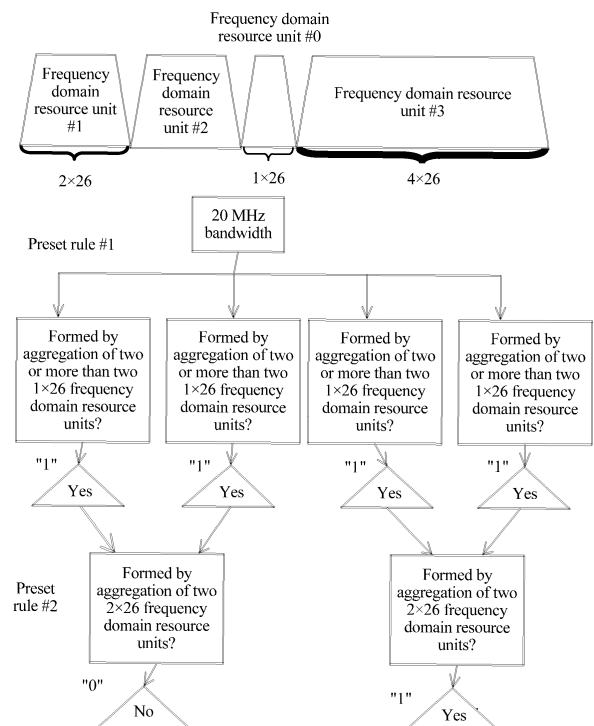 Frequency domain
resource unit #0
Frequency
domain
resource unit
#1
Frequency
domain
resource
unit #2
Frequency domain resource
unit #3
2×26
1×26
4×26
20 MHz
bandwidth
Preset rule #1
Formed by
aggregation of two
or more than two
1×26 frequency
domain resource
units?
Formed by
aggregation of two
or more than two
1×26 frequency
domain resource
units?
Formed by
aggregation of two
or more than two
1×26 frequency
domain resource
units?
Formed by
aggregation of two
or more than two
1×26 frequency
domain resource
units?
"1"
Yes
"1"
Yes
"1"
Yes
"1"
Yes
Preset
rule #2
Formed by
aggregation of two
2×26 frequency
domain resource
units?
Formed by
aggregation of two
2×26 frequency
domain resource
units?
"0"
No
"1"
Yes